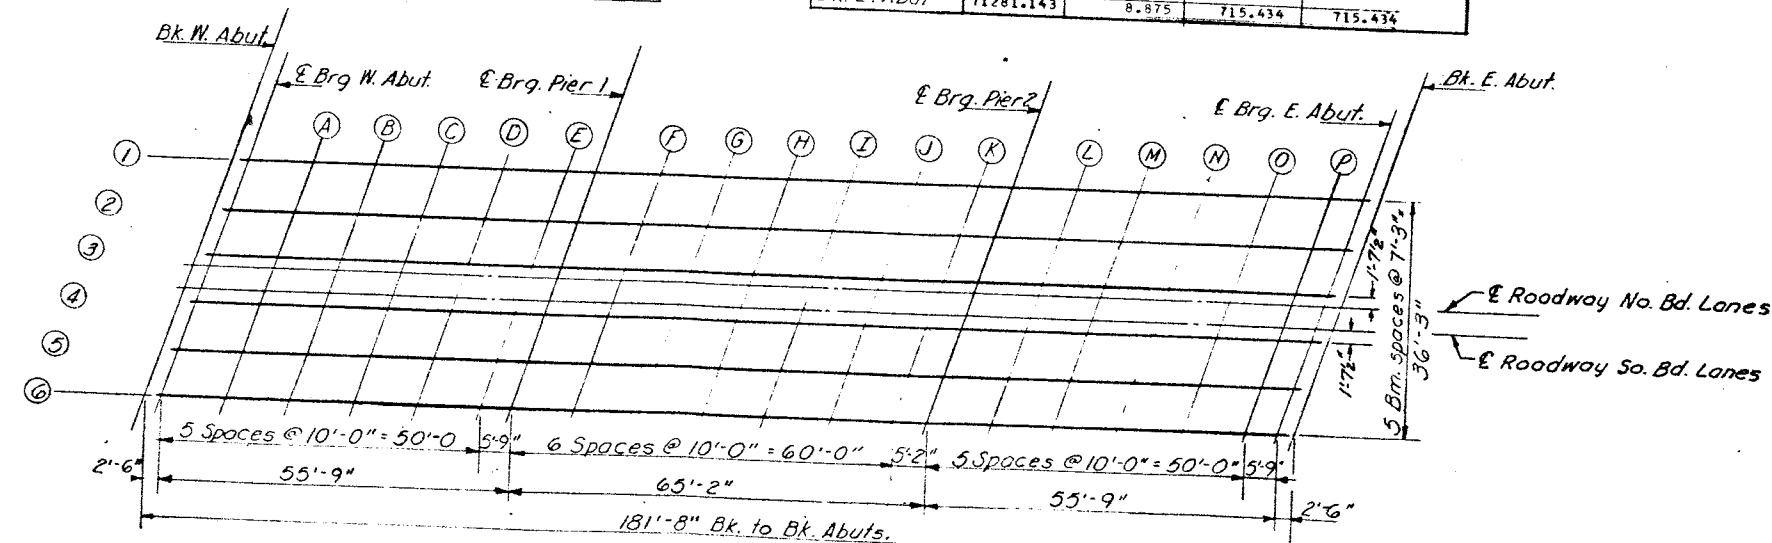 11281.143 8.875 715.434 715.434
Bk. W. Abut.
℄ Brg W. Abut.
℄ Brg. Pier 1
℄ Brg. Pier 2
℄ Brg. E. Abut.
Bk. E. Abut.
A B C D E F G H I J K L M N O P
1
2
3
4
5
6
1'-7½"
1'-7½"
5 Bm. Spaces @ 7'-3"=
36'-3"
℄ Roadway No. Bd. Lanes
℄ Roadway So. Bd. Lanes
5 Spaces @ 10'-0" = 50'-0 5'-9" 6 Spaces @ 10'-0" = 60'-0" 5'-2" 5 Spaces @ 10'-0" = 50'-0" 5'-9"
2'-6" 55'-9" 65'-2" 55'-9" 2'-6"
181'-8" Bk. to Bk. Abuts.